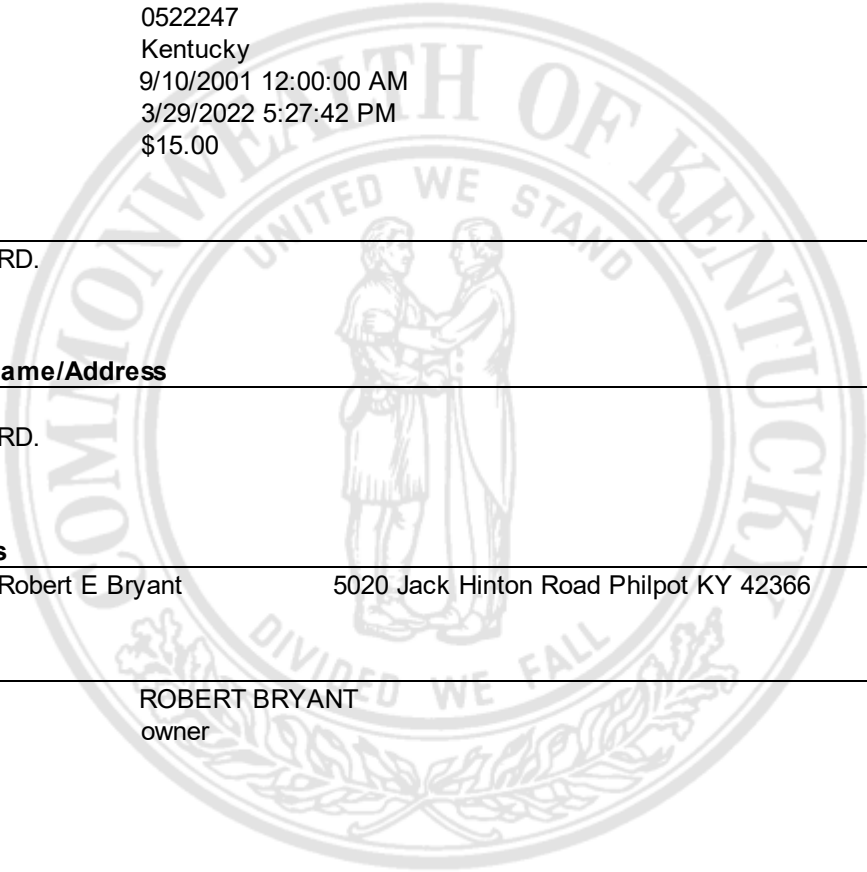 0522247
Kentucky
9/10/2001 12:00:00 AM
3/29/2022 5:27:42 PM
$15.00
COMMONWEALTH OF KENTUCKY
UNITED WE STAND
RD.
ame/Address
RD.
s
Robert E Bryant 5020 Jack Hinton Road Philpot KY 42366
DIVIDED WE FALL
ROBERT BRYANT
owner